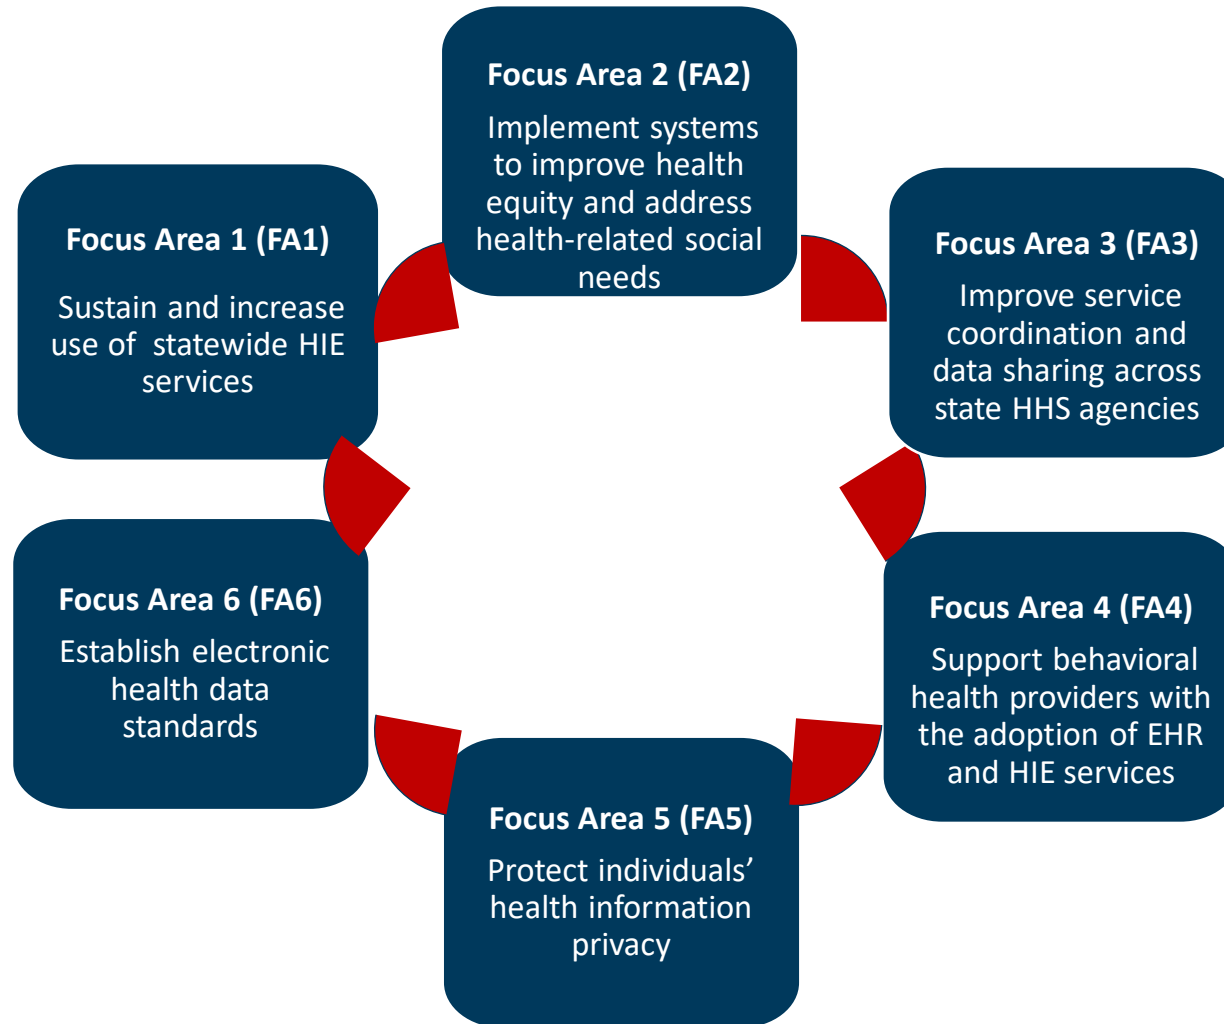 Focus Area 1 (FA1)
Sustain and increase
use of statewide HIE
services
Focus Area 2 (FA2)
Implement systems
to improve health
equity and address
health-related social
needs
Focus Area 3 (FA3)
Improve service
coordination and
data sharing across
state HHS agencies
Focus Area 4 (FA4)
Support behavioral
health providers with
the adoption of EHR
and HIE services
Focus Area 5 (FA5)
Protect individuals’
health information
privacy
Focus Area 6 (FA6)
Establish electronic
health data
standards